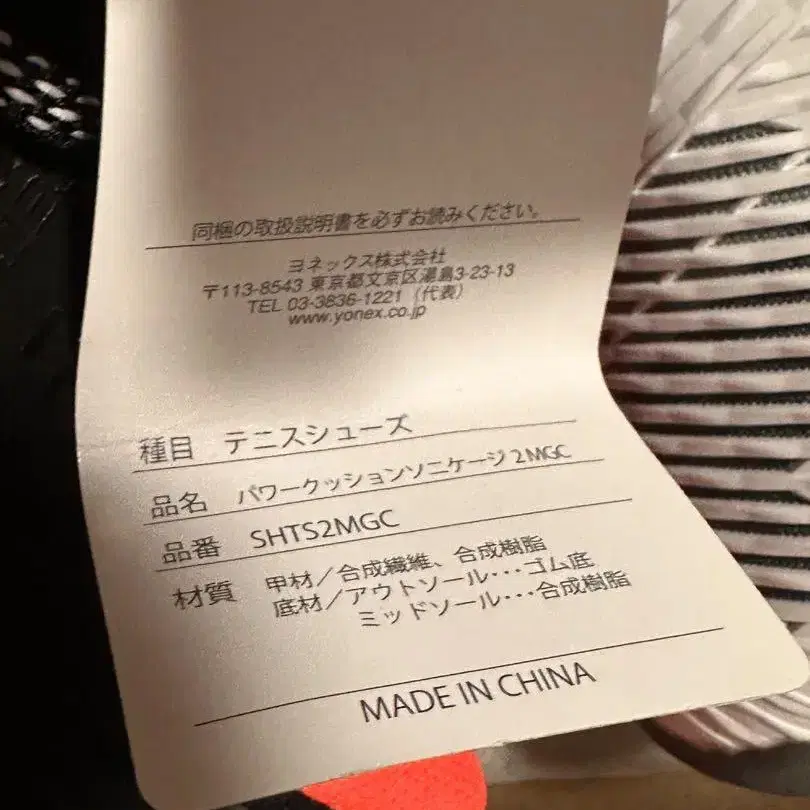 同梱の取扱説明書を必ずお読みください。
ヨネックス株式会社
〒113-8543 東京都文京区湯島3-23-13
TEL 03-3836-1221(代表)
www.yonex.co.jp
種目 テニスシューズ
品名 パワークッションソニケージ2MGC
品番 SHTS2MGC
材質 甲材/合成繊維、合成樹脂
底材/アウトソール・・・ゴム底
ミッドソール・・・合成樹脂
MADE IN CHINA